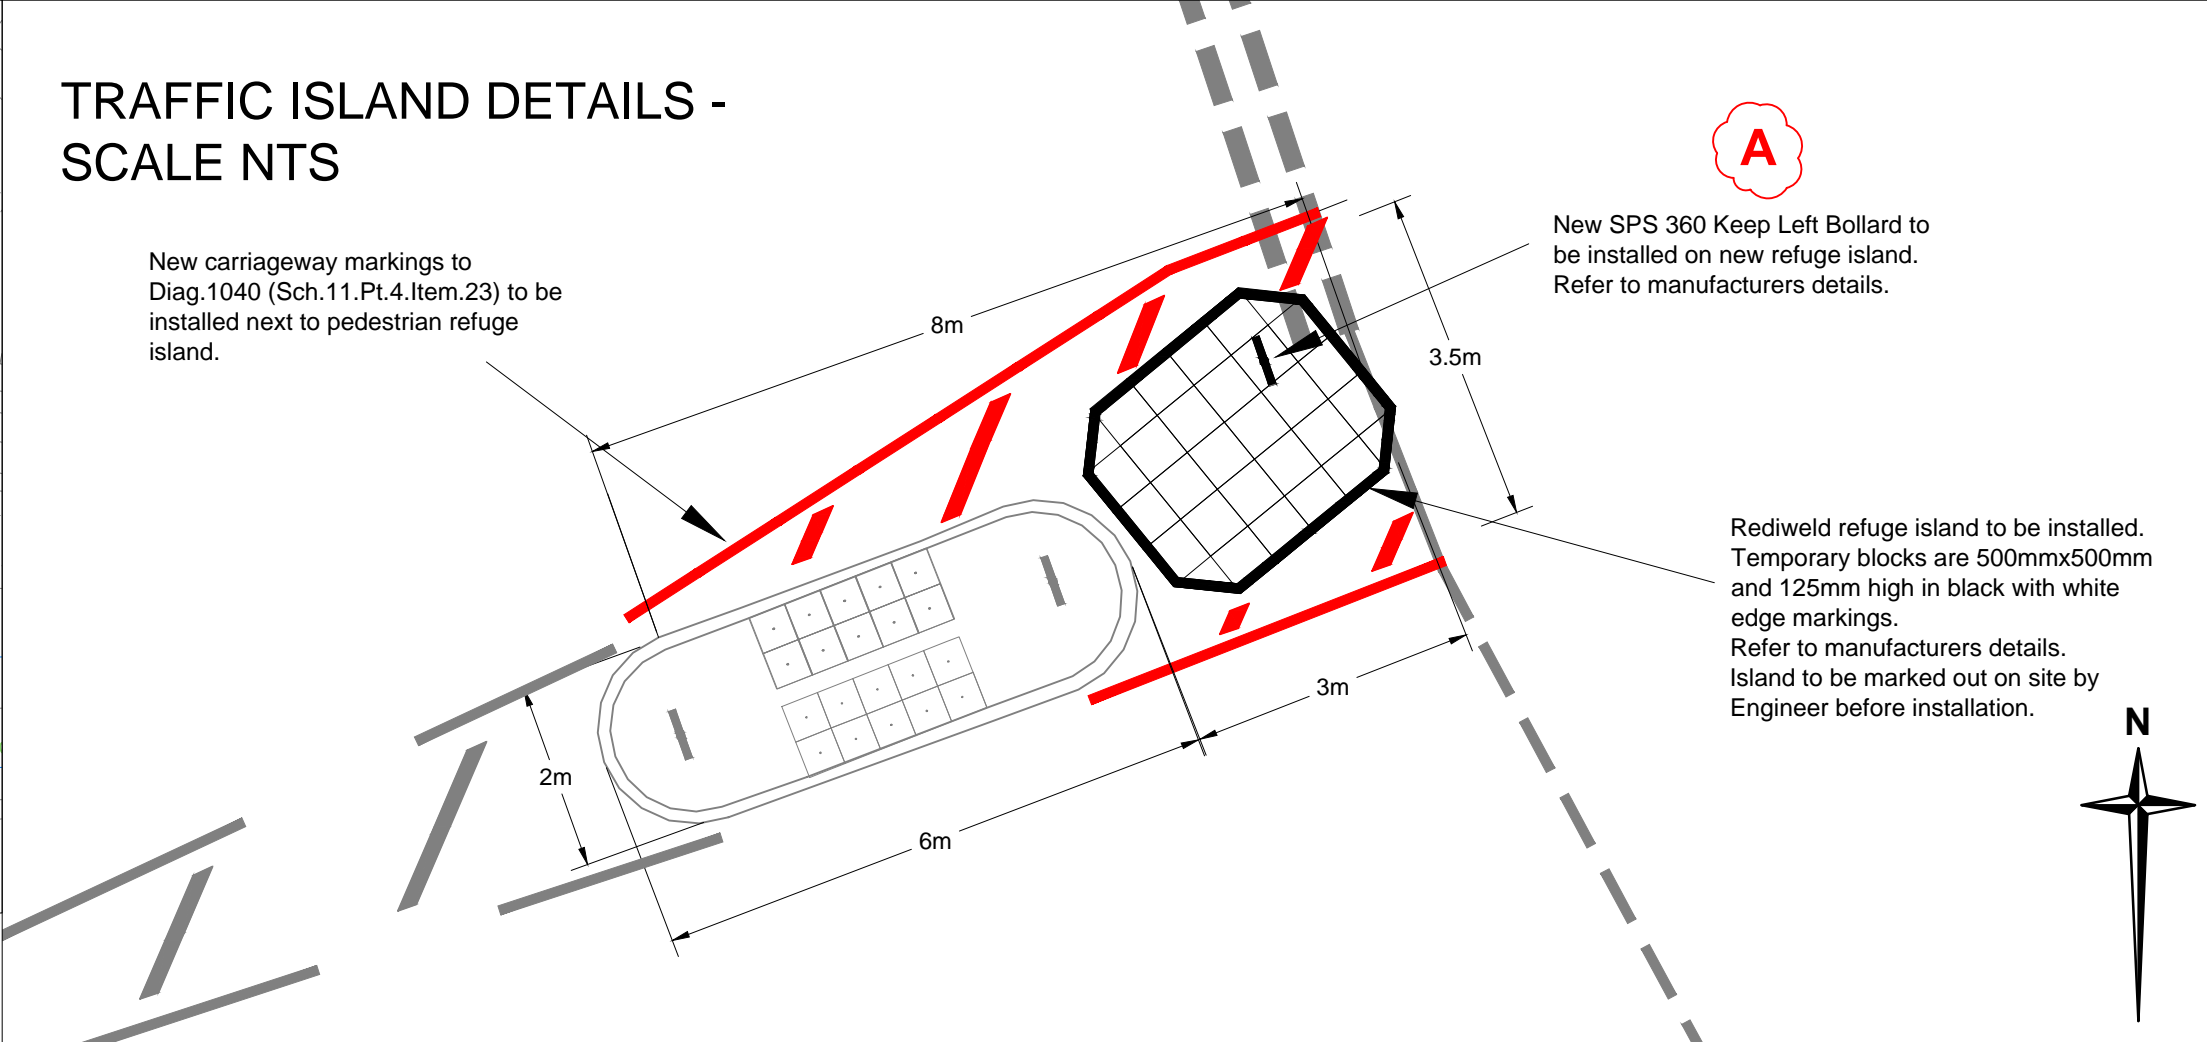 TRAFFIC ISLAND DETAILS -
SCALE NTS
New carriageway markings to
Diag.1040 (Sch.11.Pt.4.Item.23) to be
installed next to pedestrian refuge
island.
A
New SPS 360 Keep Left Bollard to
be installed on new refuge island.
Refer to manufacturers details.
8m
3.5m
Rediweld refuge island to be installed.
Temporary blocks are 500mmx500mm
and 125mm high in black with white
edge markings.
Refer to manufacturers details.
Island to be marked out on site by
Engineer before installation.
3m
2m
6m
N